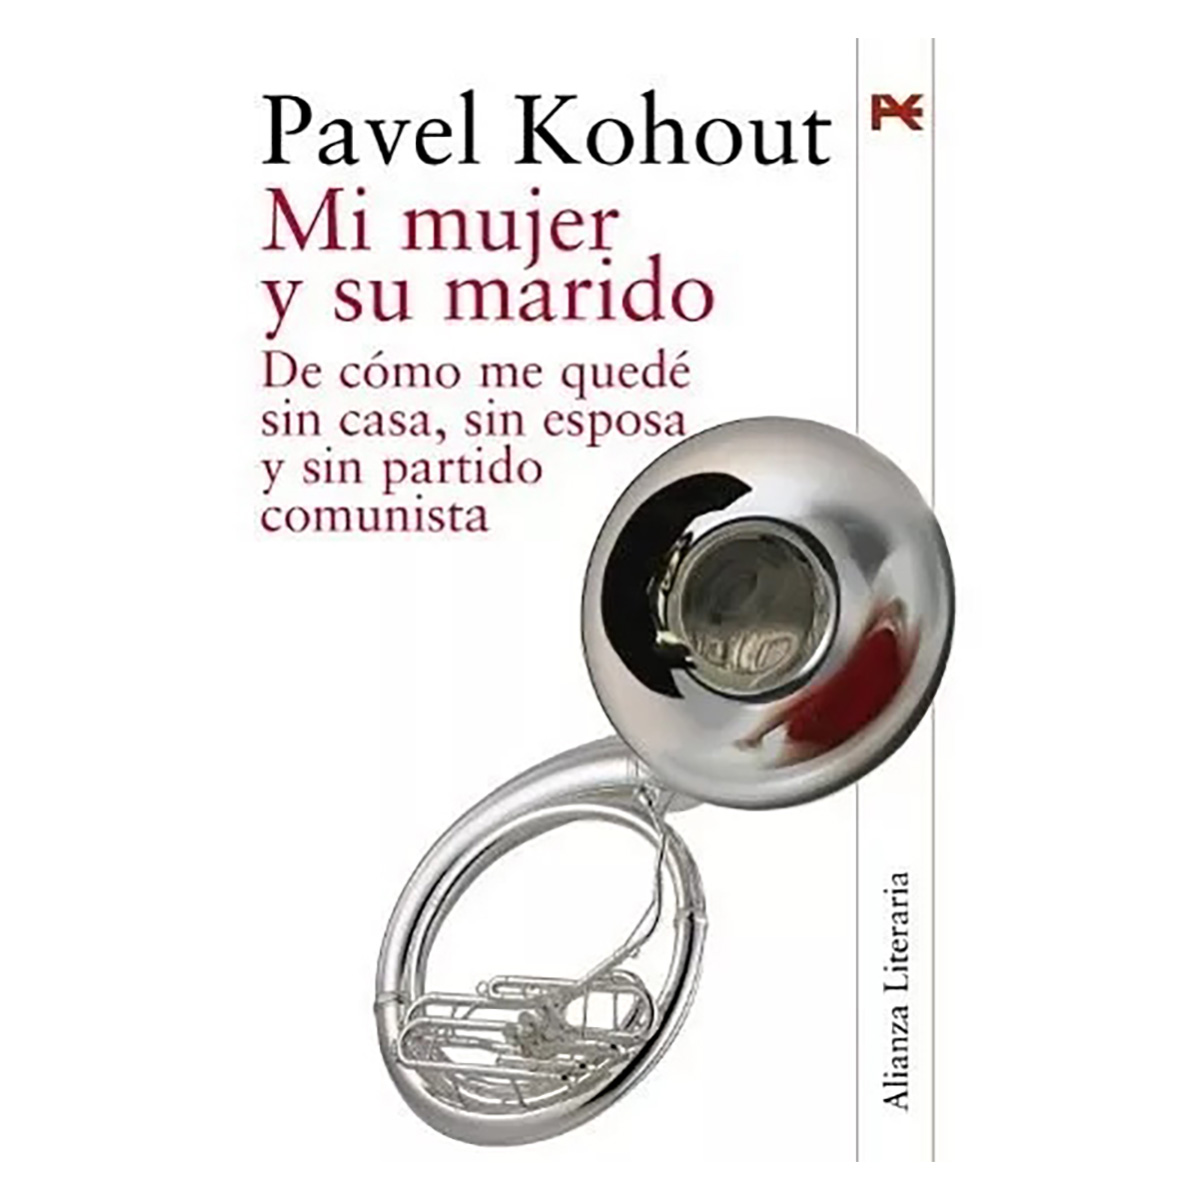 Pavel Kohout
Mi mujer
y su marido
De cómo me quedé
sin casa, sin esposa
y sin partido
comunista
Alianza Literaria